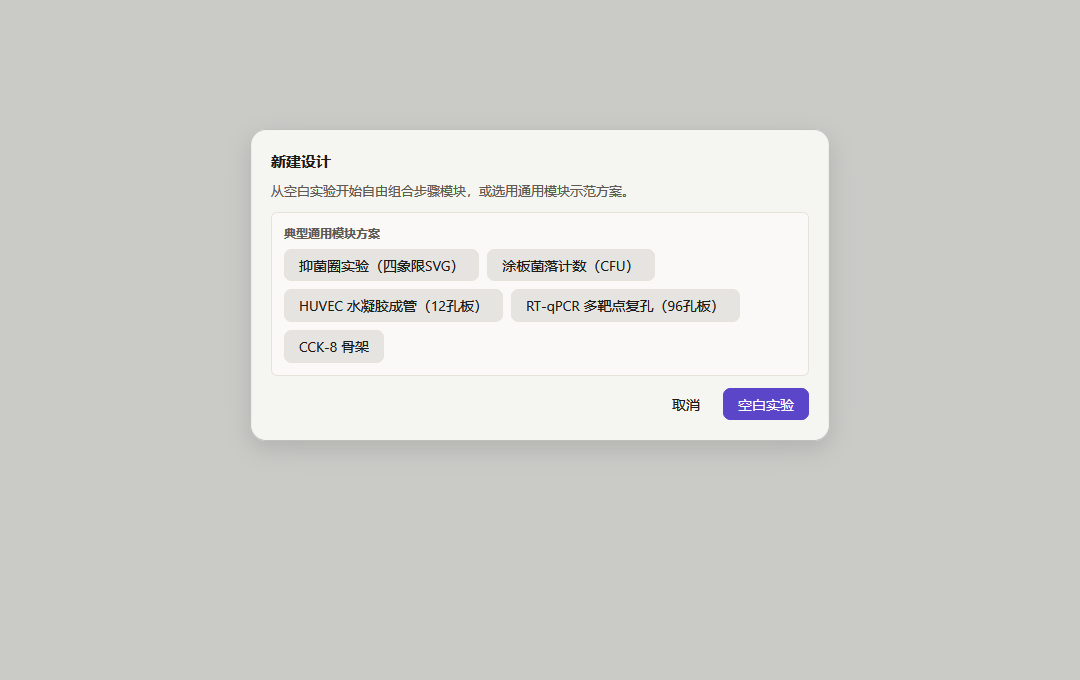 新建设计
从空白实验开始自由组合步骤模块，或选用通用模块示范方案。
典型通用模块方案
抑菌圈实验（四象限SVG） 涂板菌落计数（CFU）
HUVEC 水凝胶成管（12孔板） RT-qPCR 多靶点复孔（96孔板）
CCK-8 骨架
取消 空白实验